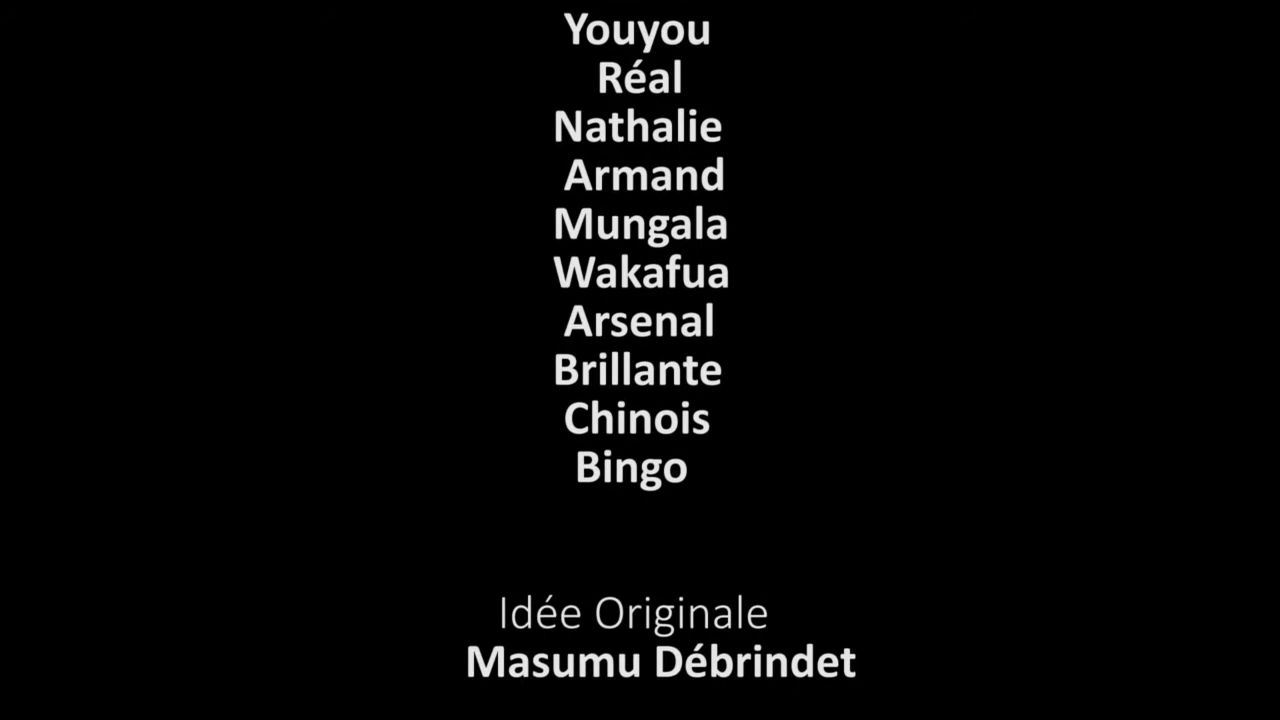 Youyou
Réal
Nathalie
Armand
Mungala
Wakafua
Arsenal
Brillante
Chinois
Bingo
Idée Originale
Masumu Débrindet